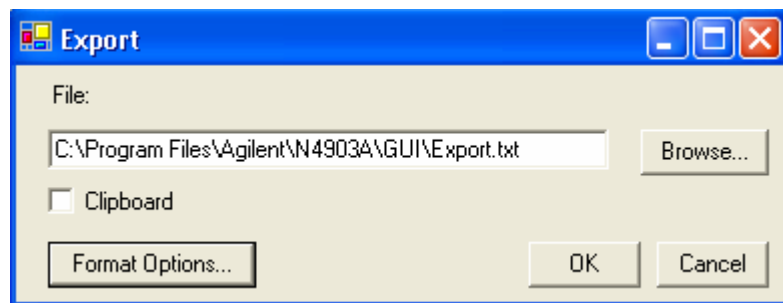 Export
File:
C:\Program Files\Agilent\N4903A\GUI\Export.txt
Browse...
Clipboard
Format Options...
OK
Cancel